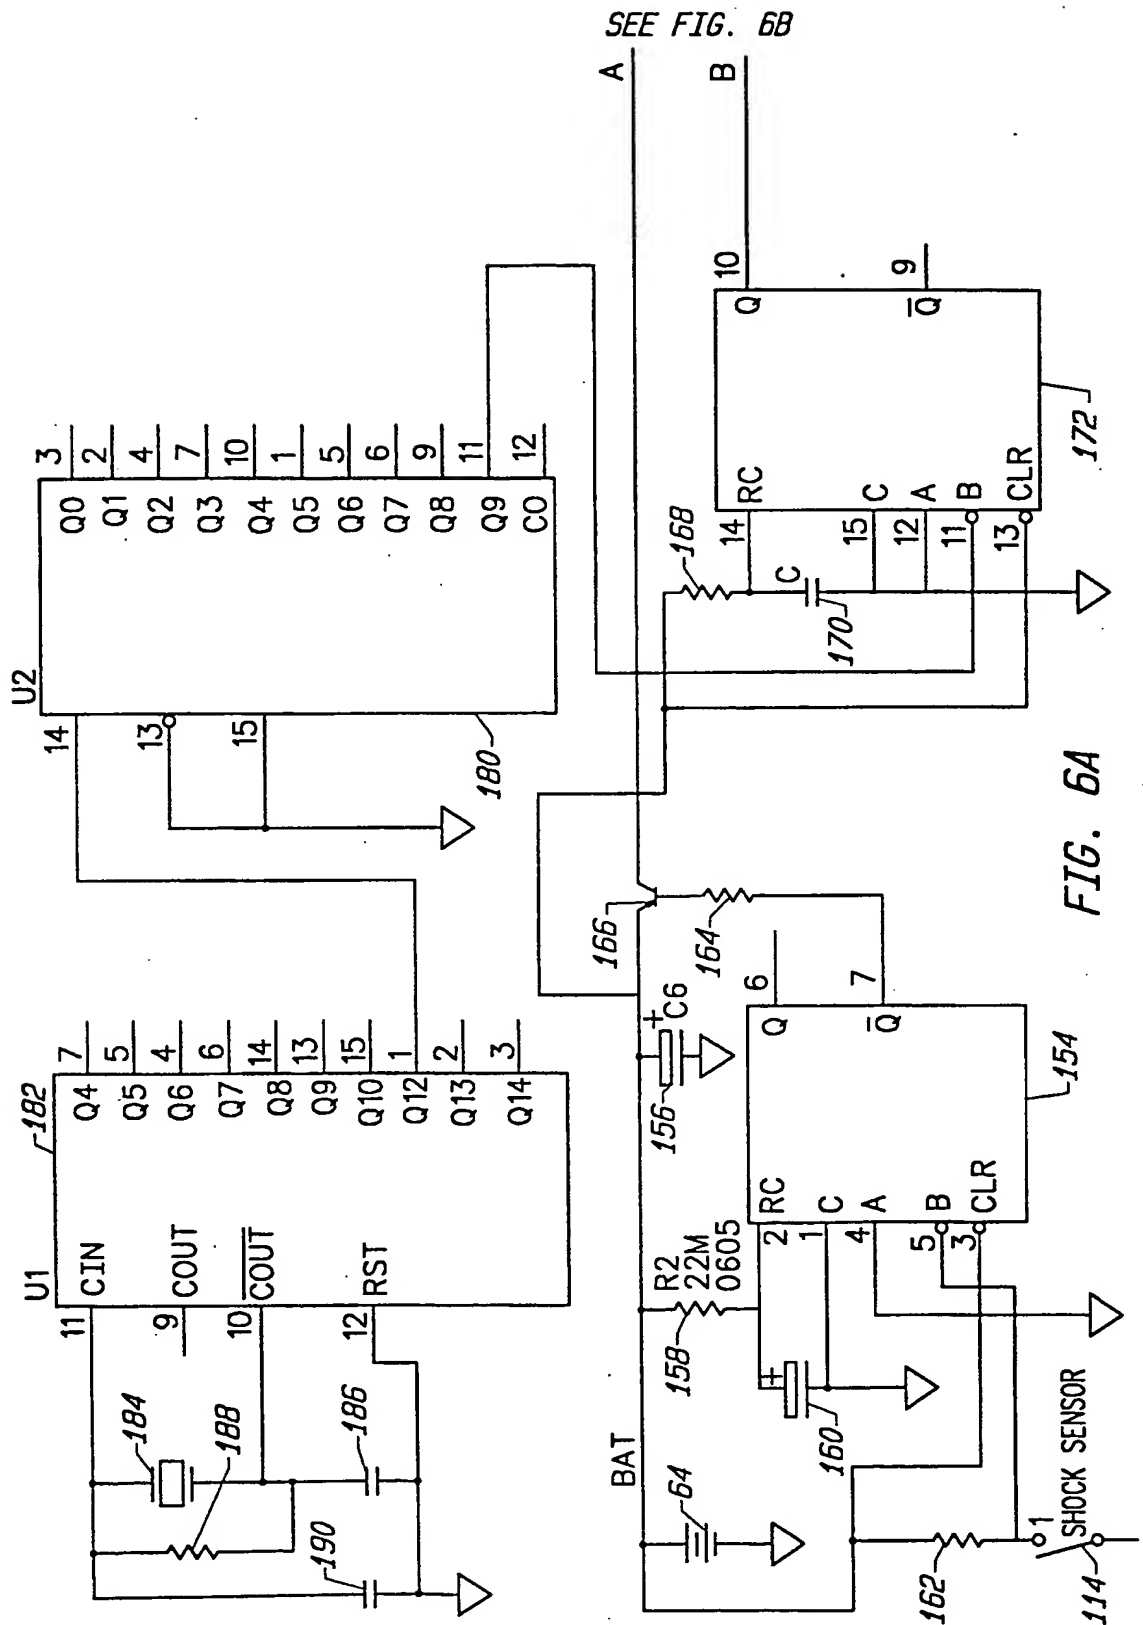 SEE FIG. 6B
A
B
U1
182
11 CIN
9 COUT
10 COUT
12 RST
Q4 7
Q5 5
Q6 4
Q7 6
Q8 14
Q9 13
Q10 15
Q12 1
Q13 2
Q14 3
184
188
186
190
U2
14
13
15
180
Q0 3
Q1 2
Q2 4
Q3 7
Q4 10
Q5 1
Q6 5
Q7 6
Q8 9
Q9 11
CO 12
BAT
64
R2
22M
0605
158
+
160
+
C6
156
166
164
2 RC
1 C
4 A
5 B
3 CLR
Q 6
Q 7
154
162
1
SHOCK SENSOR
114
168
C
170
14 RC
15 C
12 A
11 B
13 CLR
Q 10
Q 9
172
FIG. 6A